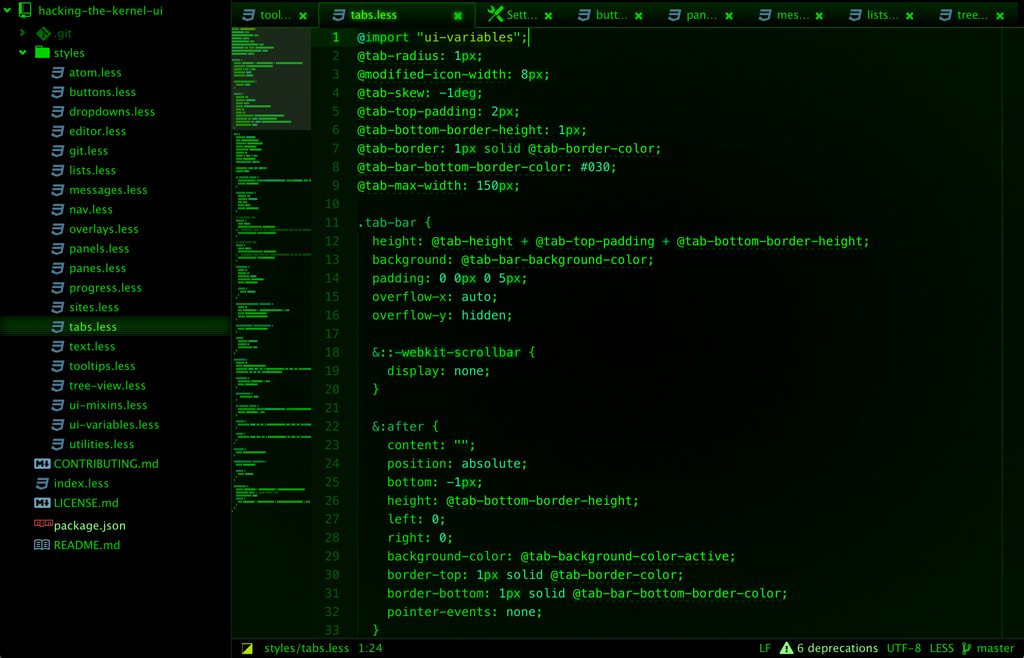 hacking-the-kernel-ui
.git
styles
atom.less
buttons.less
dropdowns.less
editor.less
git.less
lists.less
messages.less
nav.less
overlays.less
panels.less
panes.less
progress.less
sites.less
tabs.less
text.less
tooltips.less
tree-view.less
ui-mixins.less
ui-variables.less
utilities.less
CONTRIBUTING.md
index.less
LICENSE.md
package.json
README.md
tool... tabs.less Sett... butt... pan... mes... lists... tree...
1 @import "ui-variables";
2 @tab-radius: 1px;
3 @modified-icon-width: 8px;
4 @tab-skew: -1deg;
5 @tab-top-padding: 2px;
6 @tab-bottom-border-height: 1px;
7 @tab-border: 1px solid @tab-border-color;
8 @tab-bar-bottom-border-color: #030;
9 @tab-max-width: 150px;
10
11 .tab-bar {
12 height: @tab-height + @tab-top-padding + @tab-bottom-border-height;
13 background: @tab-bar-background-color;
14 padding: 0 0px 0 5px;
15 overflow-x: auto;
16 overflow-y: hidden;
17
18 &::-webkit-scrollbar {
19 display: none;
20 }
21
22 &:after {
23 content: "";
24 position: absolute;
25 bottom: -1px;
26 height: @tab-bottom-border-height;
27 left: 0;
28 right: 0;
29 background-color: @tab-background-color-active;
30 border-top: 1px solid @tab-border-color;
31 border-bottom: 1px solid @tab-bar-bottom-border-color;
32 pointer-events: none;
33 }
styles/tabs.less 1:24 LF 6 deprecations UTF-8 LESS master